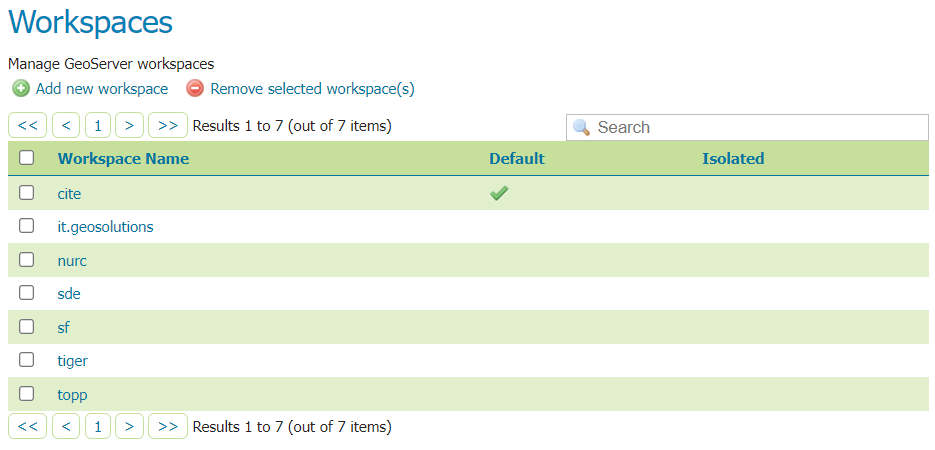 Workspaces
Manage GeoServer workspaces
Add new workspace Remove selected workspace(s)
<< < 1 > >> Results 1 to 7 (out of 7 items) Search
Workspace Name Default Isolated
cite
it.geosolutions
nurc
sde
sf
tiger
topp
<< < 1 > >> Results 1 to 7 (out of 7 items)